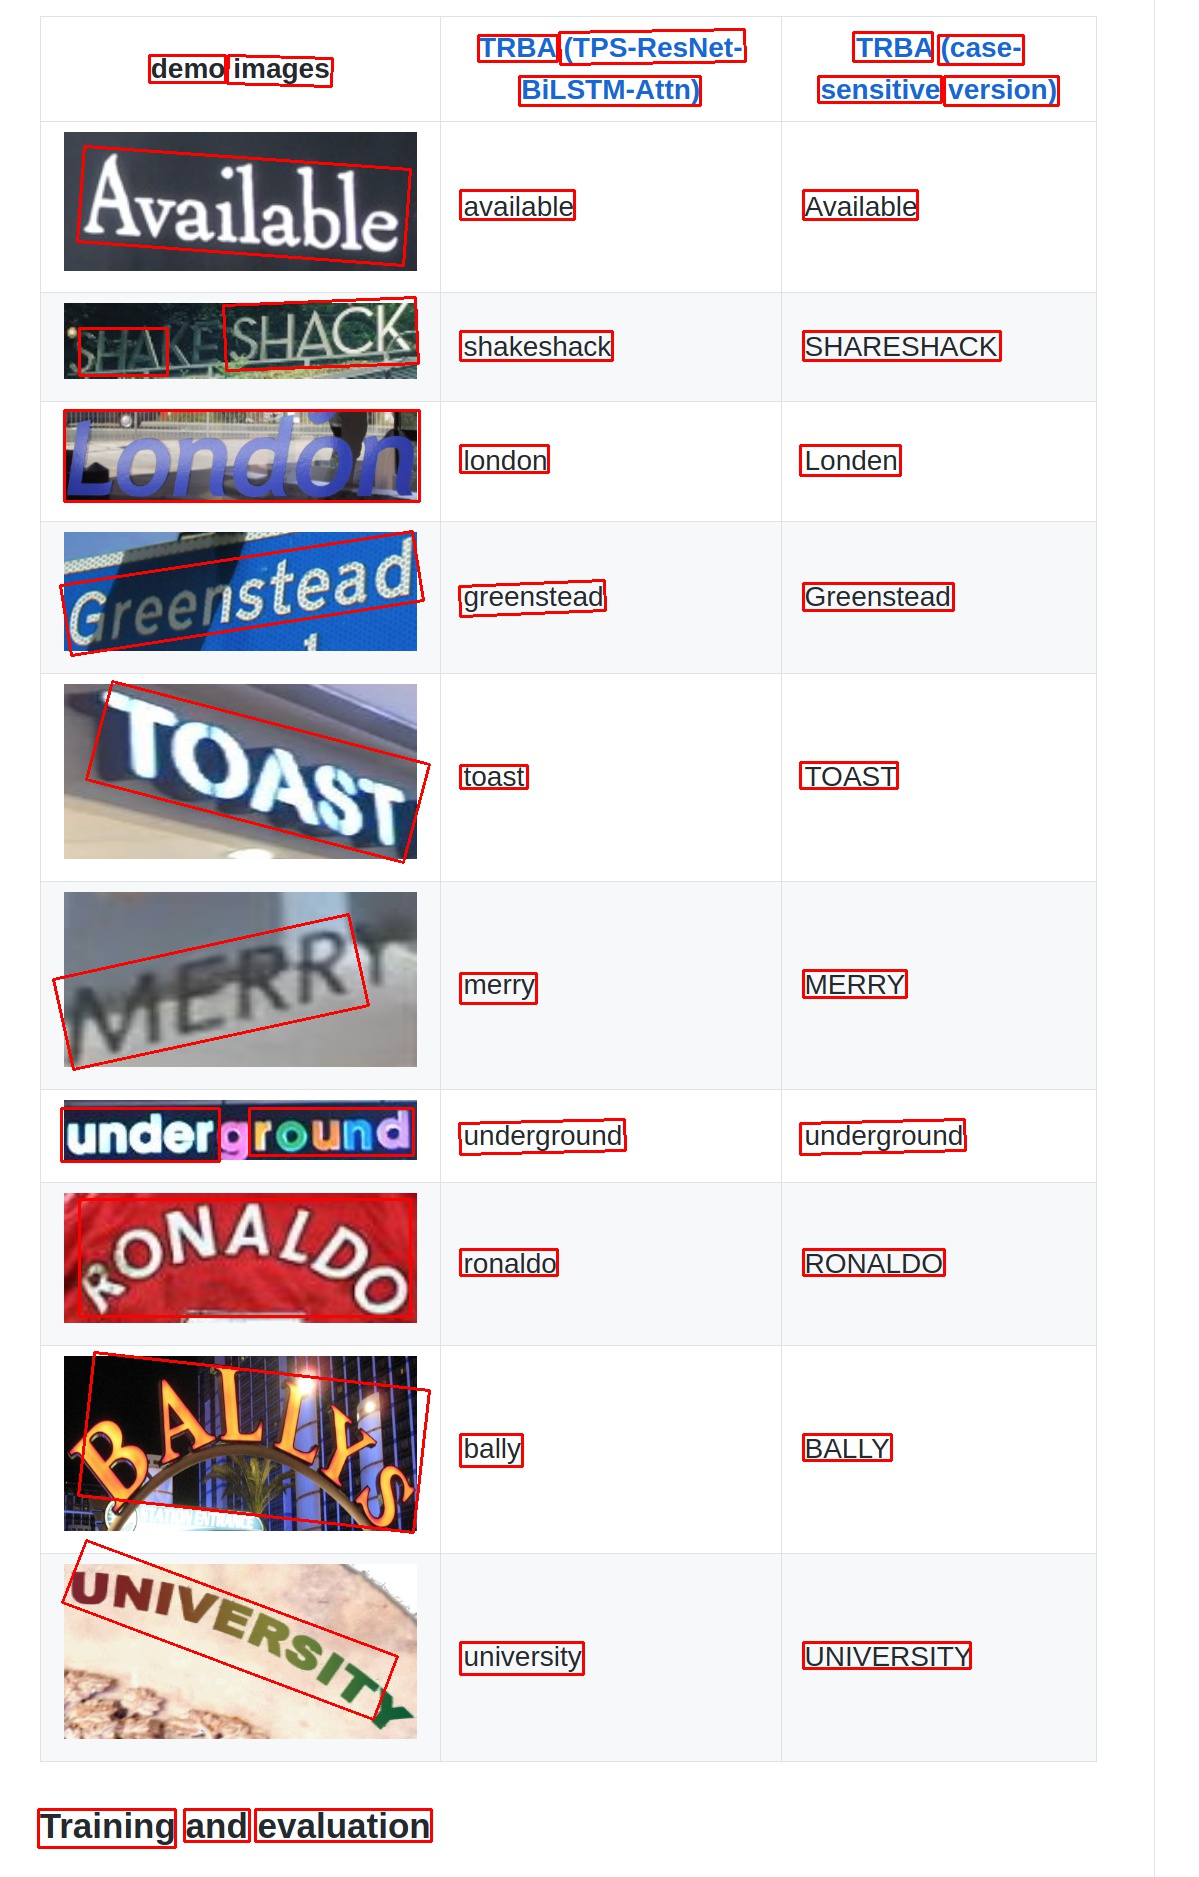 demo images TRBA (TPS-ResNet-BiLSTM-Attn) TRBA (case-sensitive version)
Available available Available
SHAKE SHACK shakeshack SHARESHACK
London london Londen
Greenstead greenstead Greenstead
TOAST toast TOAST
MERRY merry MERRY
underground underground underground
RONALDO ronaldo RONALDO
BALLYS bally BALLY
STATION ENTRANCE
UNIVERSITY university UNIVERSITY
Training and evaluation